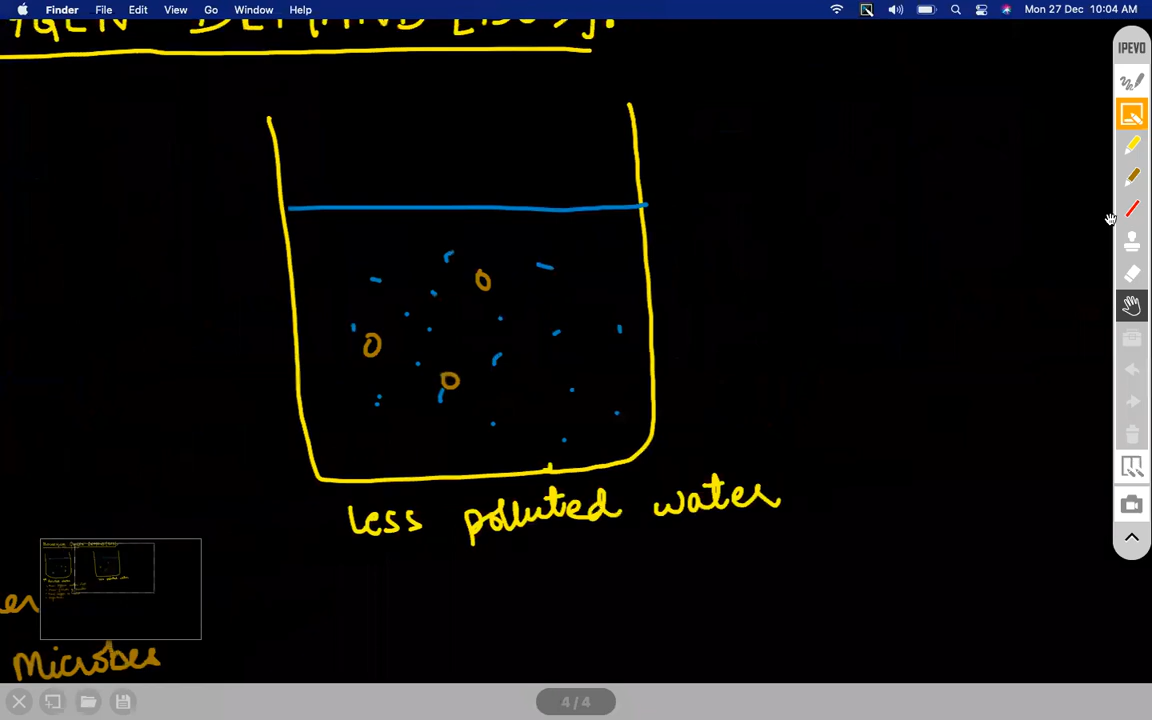 Finder File Edit View Go Window Help Mon 27 Dec 10:04 AM
IPEVO
less polluted water
Microbes
4/4